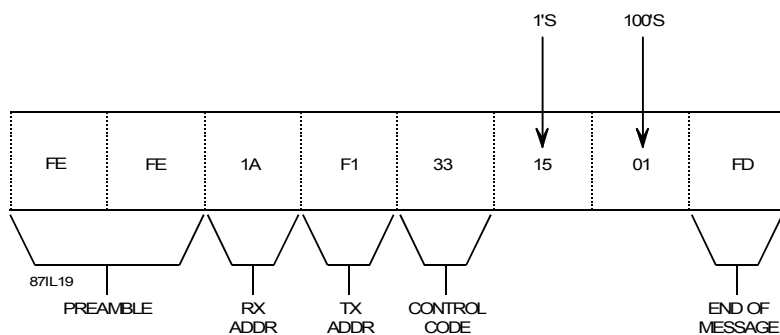 1'S 100'S
FE FE 1A F1 33 15 01 FD
87IL19
PREAMBLE RX ADDR TX ADDR CONTROL CODE END OF MESSAGE